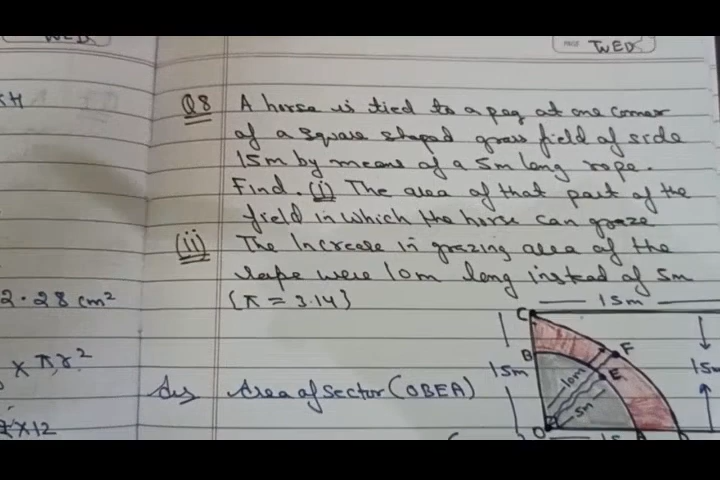 TWED
Q8 A horse is tied to a peg at one corner
of a square shaped grass field of side
15m by means of a 5m long rope.
Find. (i) The area of that part of the
field in which the horse can graze
(ii) The Increase in grazing area of the
rope were 10m long instead of 5m
(π = 3.14}
15m
C
F
B
E
15m
15m
10m
5m
O
Ans Area of sector (OBEA)
2.28 cm²
× πr²
×12